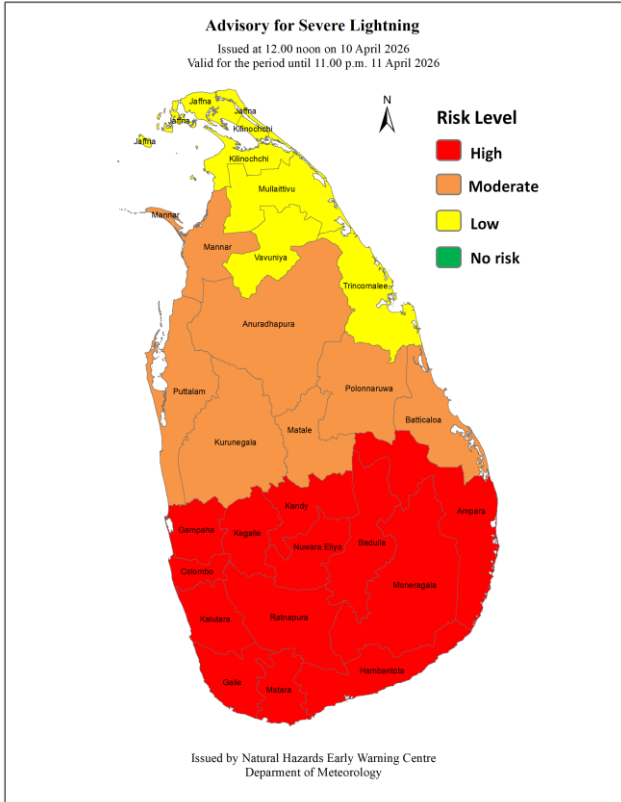 Advisory for Severe Lightning
Issued at 12.00 noon on 10 April 2026
Valid for the period until 11.00 p.m. 11 April 2026
N
Risk Level
High
Moderate
Low
No risk
Jaffna
Jaffna
Jaffna
Kilinochchi
Jaffna
Kilinochchi
Mullaittivu
Mannar
Mannar
Vavuniya
Trincomalee
Anuradhapura
Puttalam
Polonnaruwa
Matale
Batticaloa
Kurunegala
Kandy
Ampara
Gampaha
Kegalle
Nuwara Eliya
Badulla
Colombo
Moneragala
Kalutara
Ratnapura
Hambantota
Galle
Matara
Issued by Natural Hazards Early Warning Centre
Deparment of Meteorology